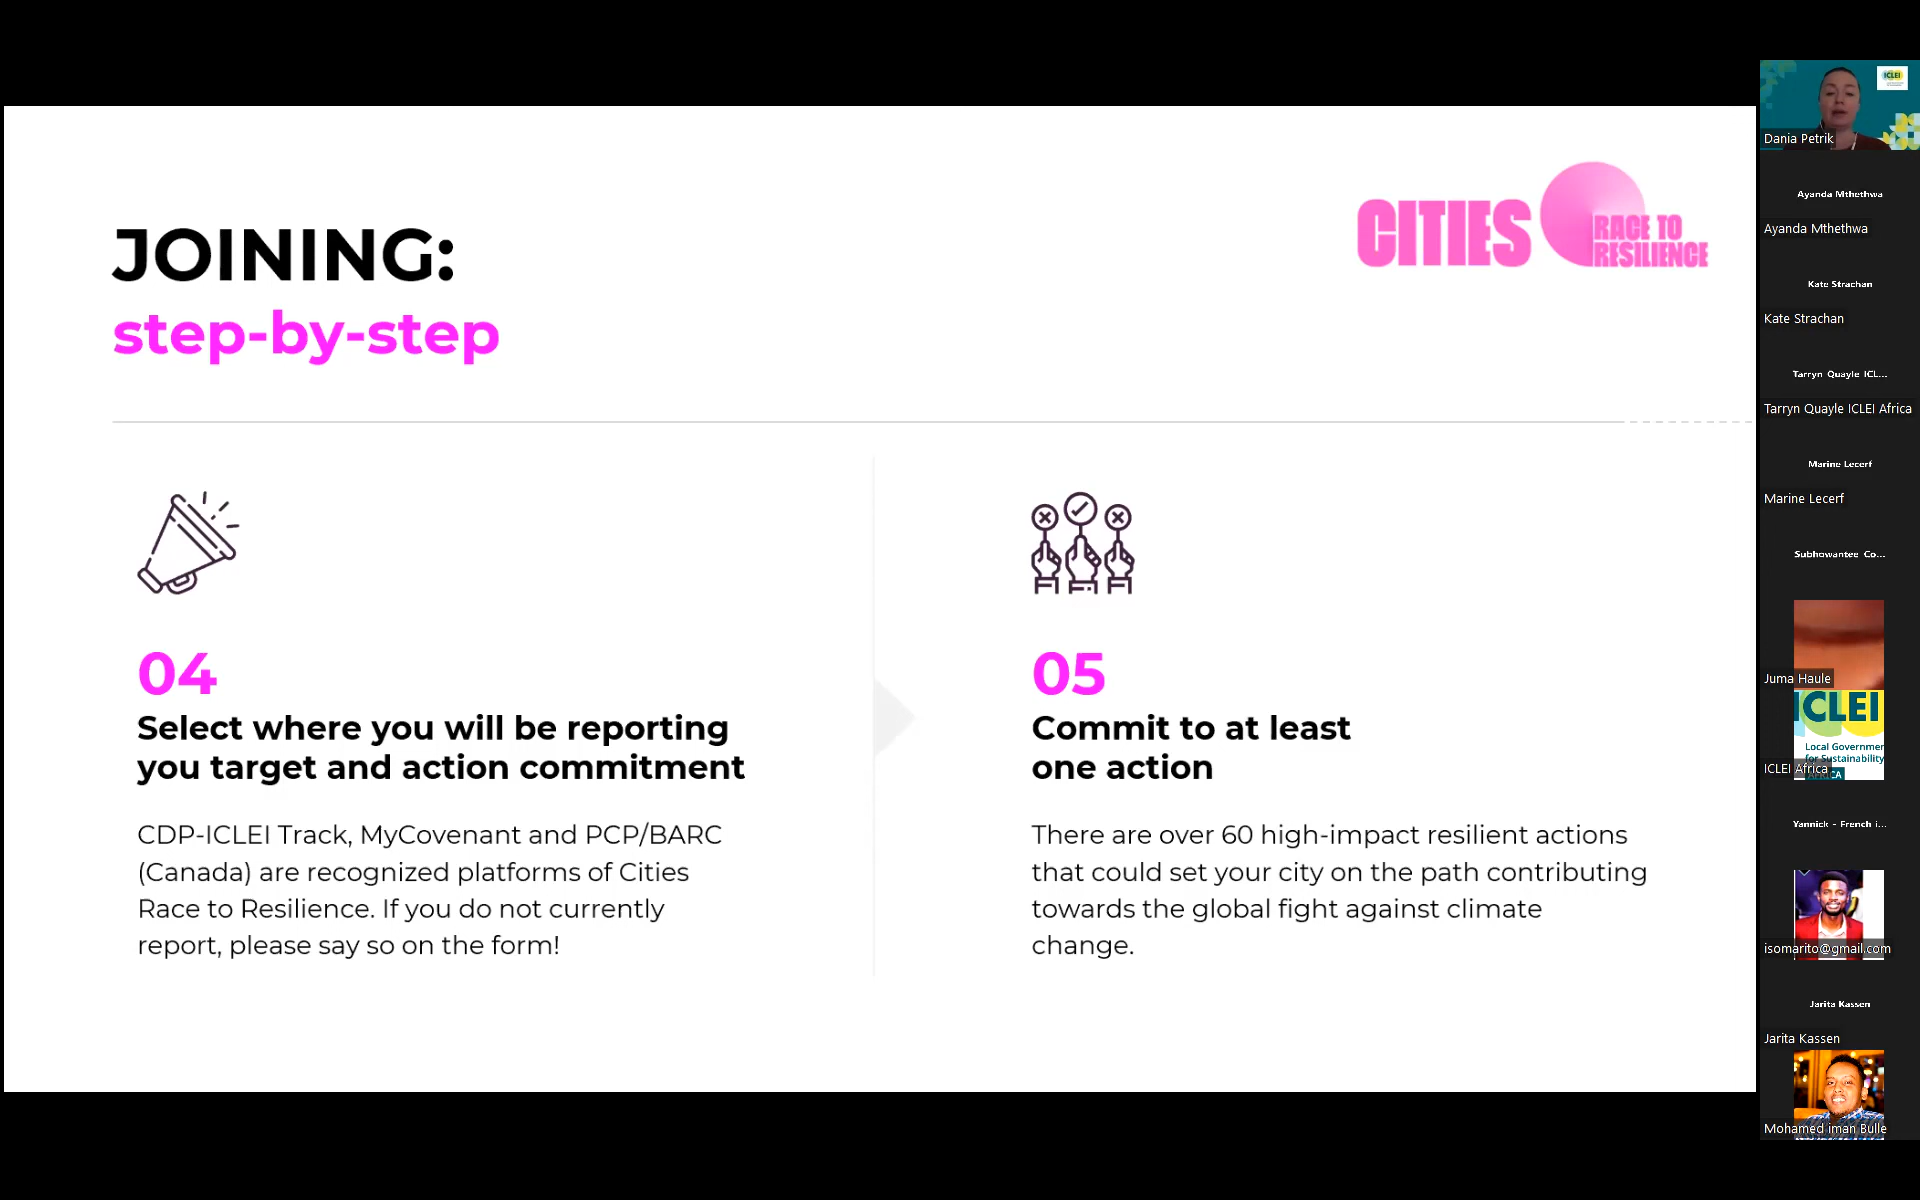 JOINING:
step-by-step
CITIES RACE TO
RESILIENCE
04
Select where you will be reporting
you target and action commitment
CDP-ICLEI Track, MyCovenant and PCP/BARC
(Canada) are recognized platforms of Cities
Race to Resilience. If you do not currently
report, please say so on the form!
05
Commit to at least
one action
There are over 60 high-impact resilient actions
that could set your city on the path contributing
towards the global fight against climate
change.
ICLEI
Dania Petrik
Ayanda Mthethwa
Ayanda Mthethwa
Kate Strachan
Kate Strachan
Tarryn Quayle ICL...
Tarryn Quayle ICLEI Africa
Marine Lecerf
Marine Lecerf
Subhowantee Co...
Juma Haule
ICLEI
Local Governmen
for Sustainability
ICLEI Africa
Yannick - French i...
isomarito@gmail.com
Jarita Kassen
Jarita Kassen
Mohamed iman Bulle